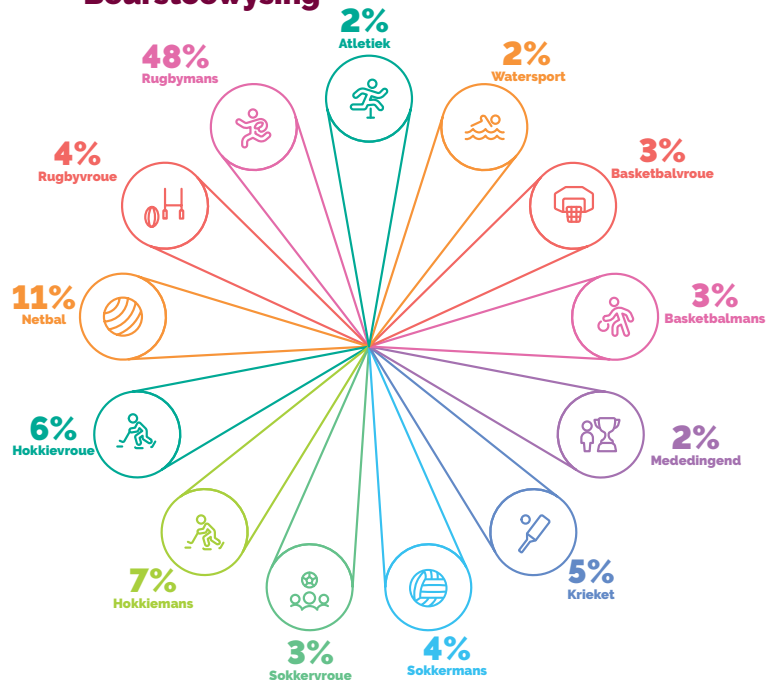 Beurstoewysing
2%
Atletiek
2%
Watersport
3%
Basketbalvroue
3%
Basketbalmans
2%
Mededingend
5%
Krieket
4%
Sokkermans
3%
Sokkervroue
7%
Hokkiemans
6%
Hokkievroue
11%
Netbal
4%
Rugbyvroue
48%
Rugbymans